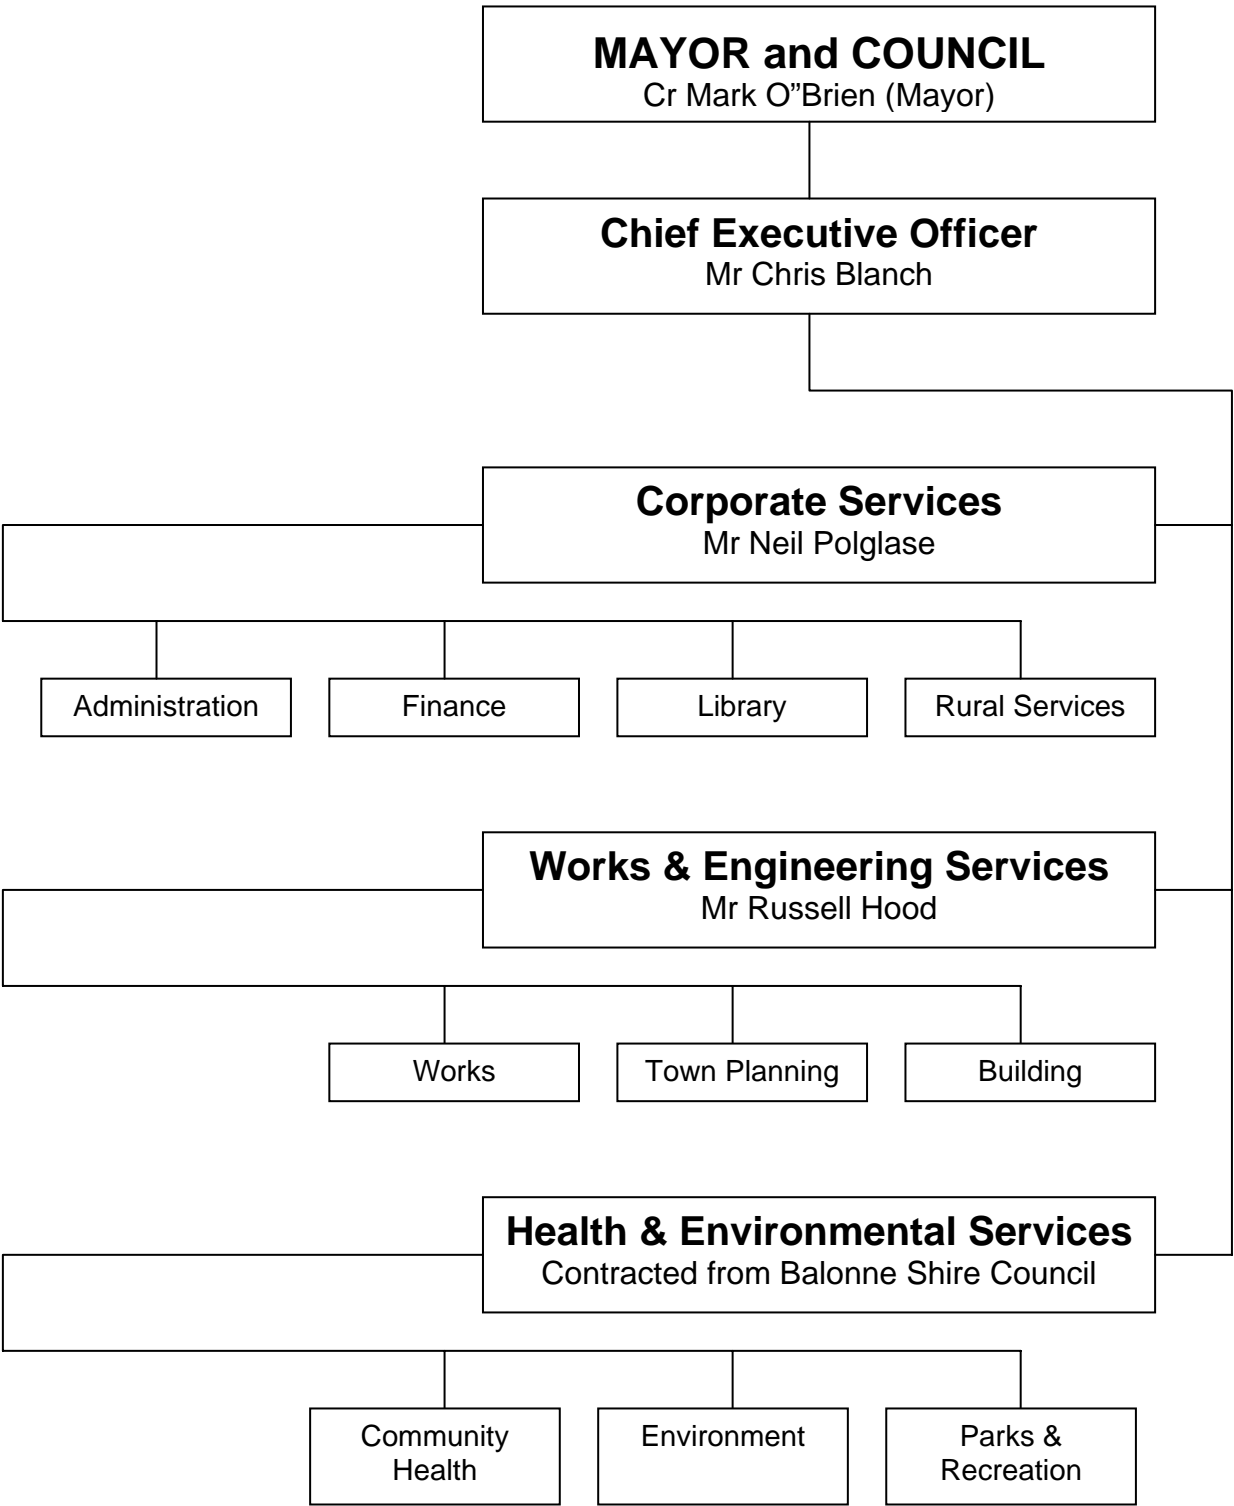 MAYOR and COUNCIL
Cr Mark O"Brien (Mayor)
Chief Executive Officer
Mr Chris Blanch
Corporate Services
Mr Neil Polglase
Administration
Finance
Library
Rural Services
Works & Engineering Services
Mr Russell Hood
Works
Town Planning
Building
Health & Environmental Services
Contracted from Balonne Shire Council
Community
Health
Environment
Parks &
Recreation